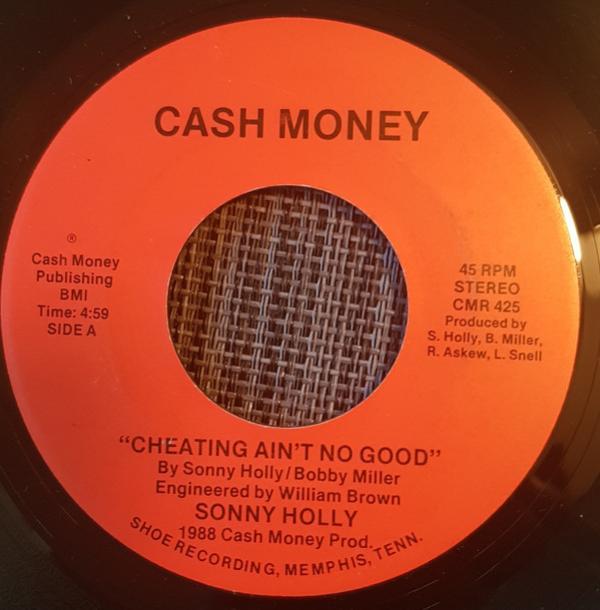 CASH MONEY
®
Cash Money
Publishing
BMI
Time: 4:59
SIDE A
45 RPM
STEREO
CMR 425
Produced by
S. Holly, B. Miller,
R. Askew, L. Snell
“CHEATING AIN’T NO GOOD”
By Sonny Holly/Bobby Miller
Engineered by William Brown
SONNY HOLLY
1988 Cash Money Prod.
SHOE RECORDING, MEMPHIS, TENN.